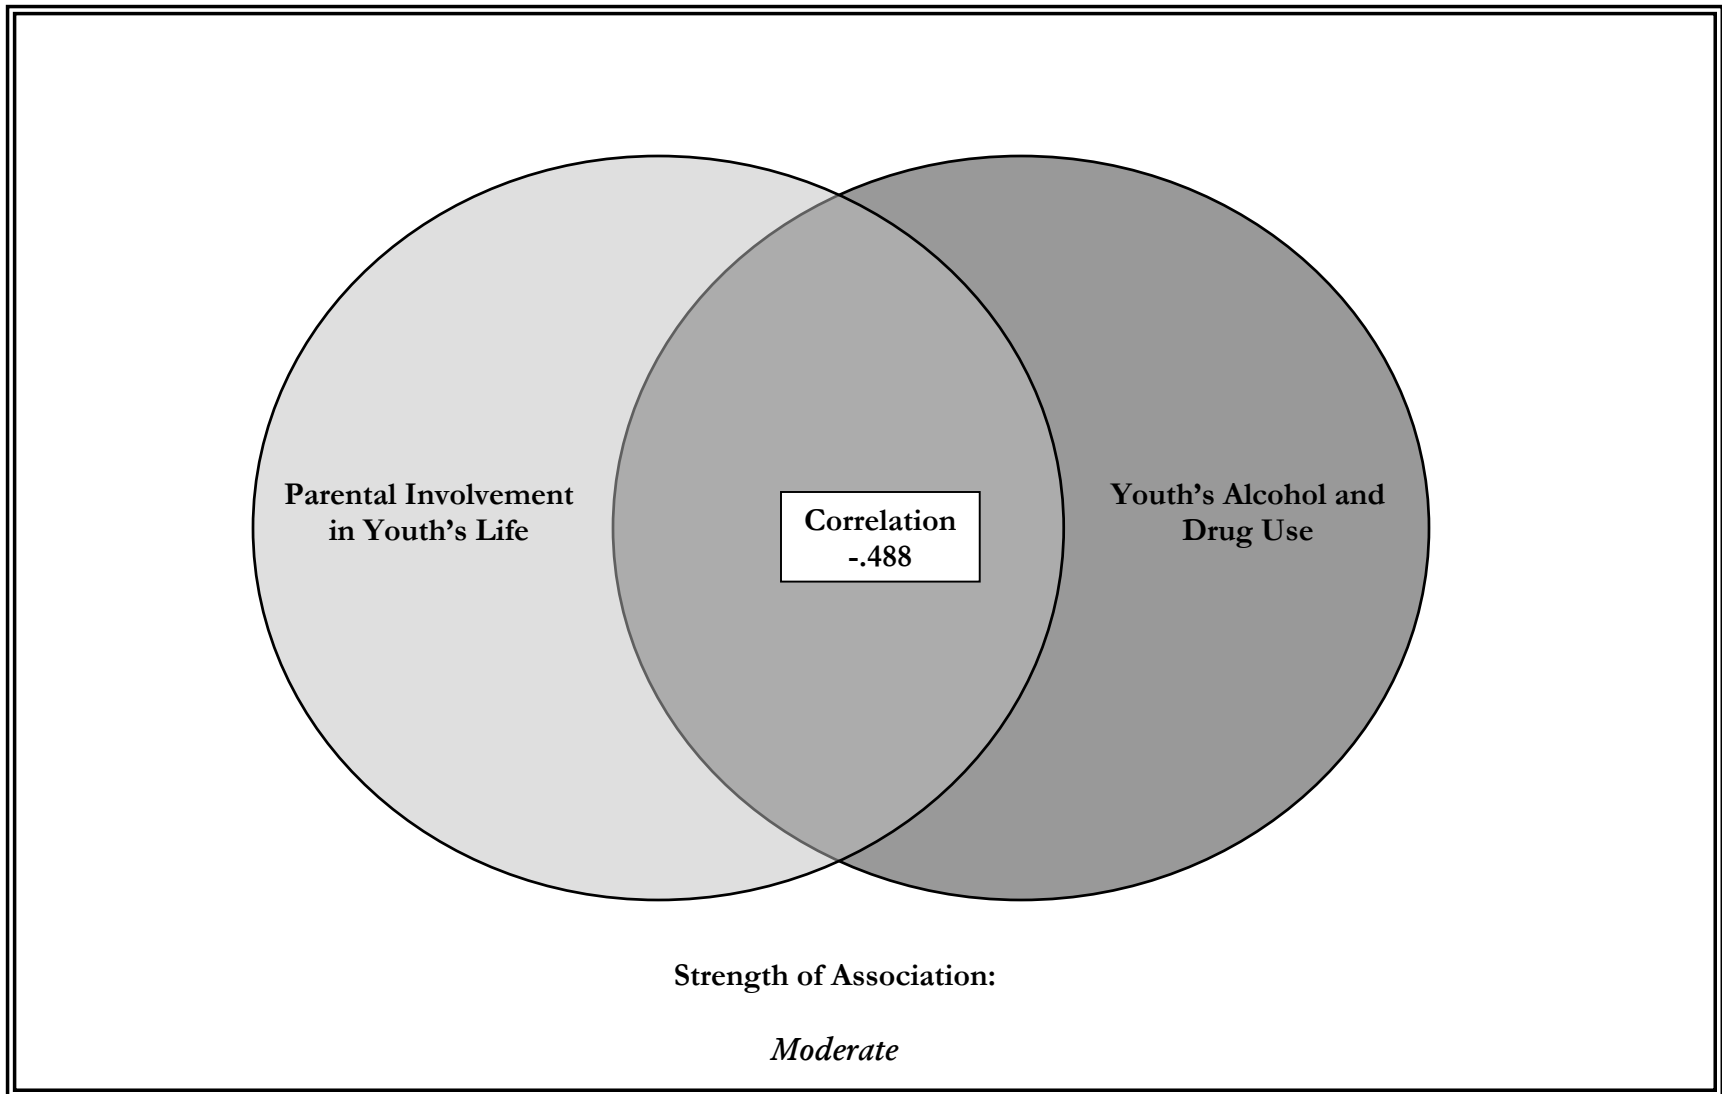 Parental Involvement
in Youth’s Life
Correlation
-.488
Youth’s Alcohol and
Drug Use
Strength of Association:
Moderate